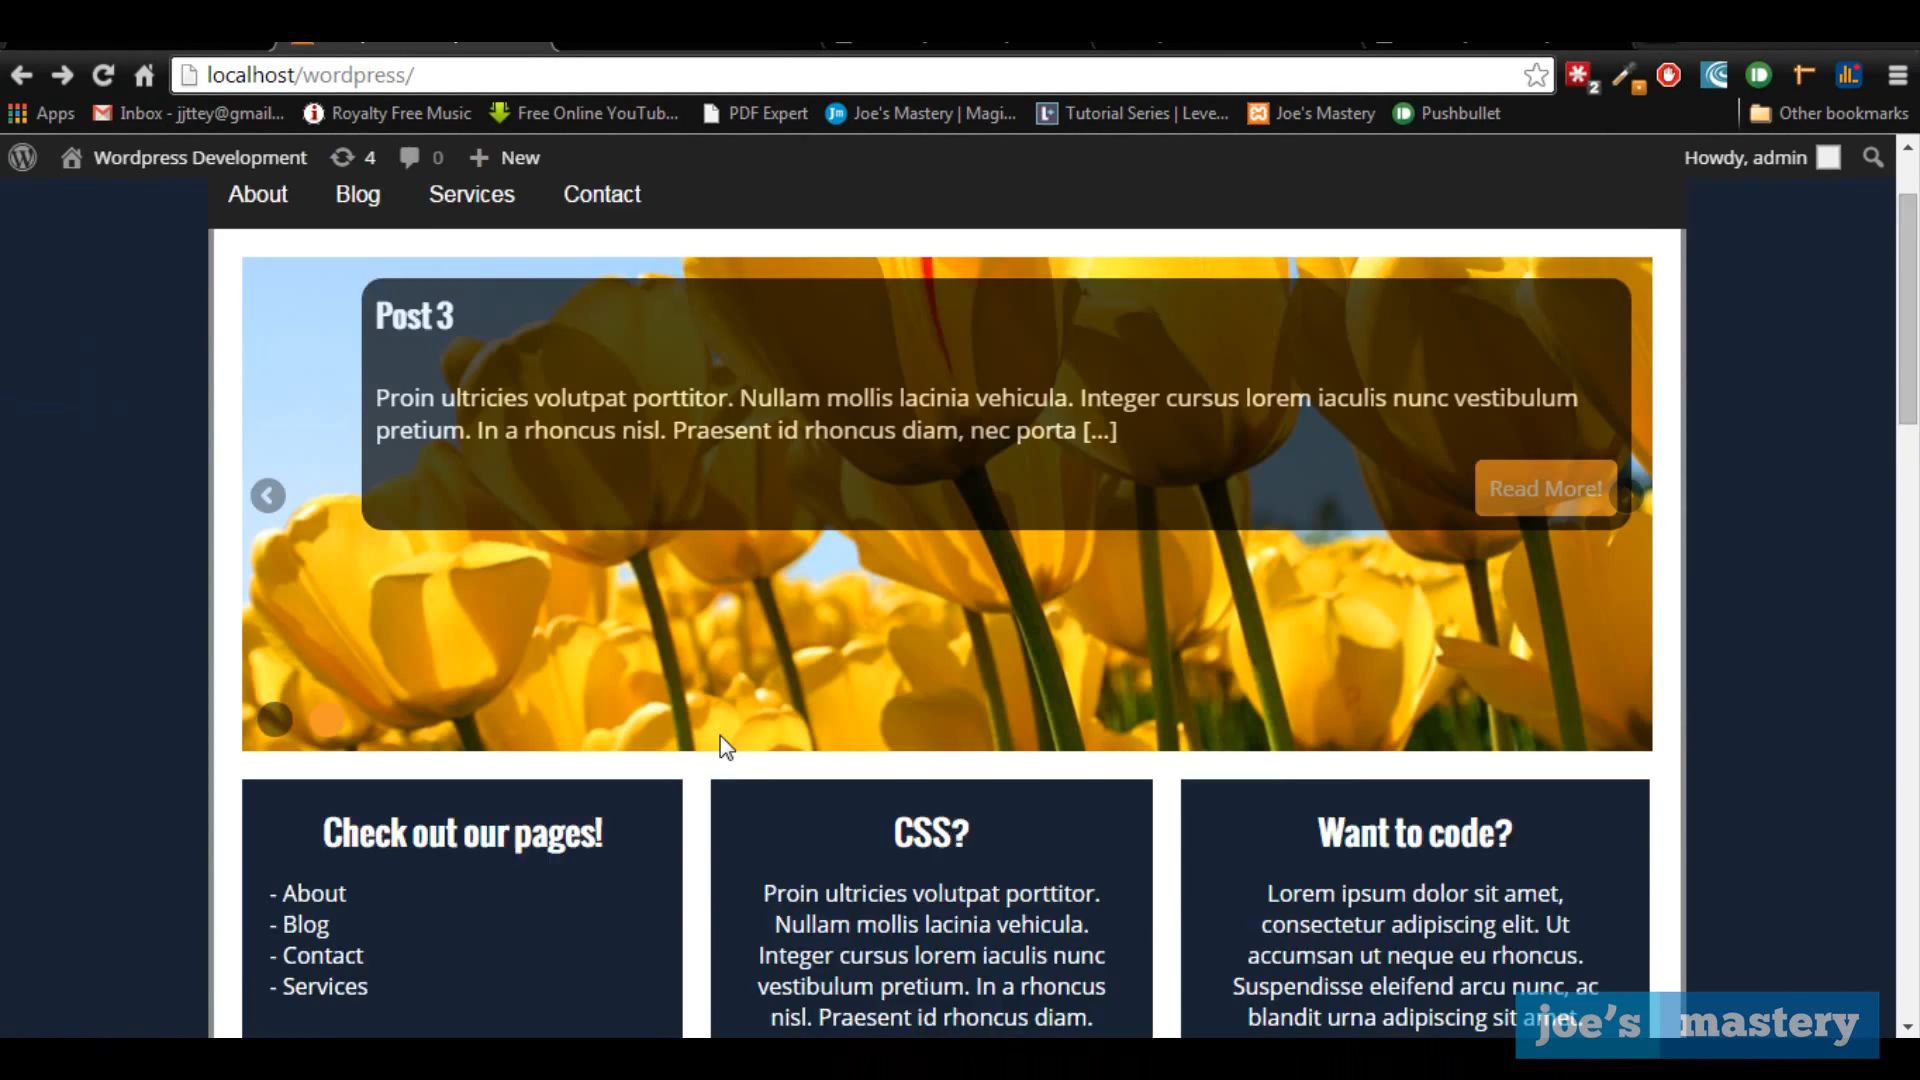 localhost/wordpress/
2
Apps
Inbox - jjttey@gmail...
Royalty Free Music
Free Online YouTub...
PDF Expert
Jm
Joe's Mastery | Magi...
Tutorial Series | Leve...
Joe's Mastery
Pushbullet
Other bookmarks
Wordpress Development
4
0
New
Howdy, admin
About
Blog
Services
Contact
Post 3
Proin ultricies volutpat porttitor. Nullam mollis lacinia vehicula. Integer cursus lorem iaculis nunc vestibulum
pretium. In a rhoncus nisl. Praesent id rhoncus diam, nec porta [...]
Read More!
Check out our pages!
- About
- Blog
- Contact
- Services
CSS?
Proin ultricies volutpat porttitor.
Nullam mollis lacinia vehicula.
Integer cursus lorem iaculis nunc
vestibulum pretium. In a rhoncus
nisl. Praesent id rhoncus diam.
Want to code?
Lorem ipsum dolor sit amet,
consectetur adipiscing elit. Ut
accumsan ut neque eu rhoncus.
Suspendisse eleifend arcu nunc, ac
blandit urna adipiscing sit amet.
joe's mastery